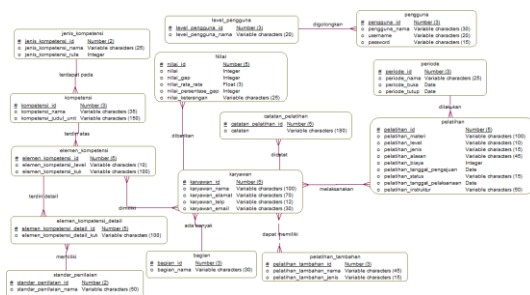 level_pengguna
# level_pengguna_id Number (3)
o level_pengguna_nama Variable characters (20)
digolongkan
pengguna
# pengguna_id Number (3)
o pengguna_nama Variable characters (30)
o username Variable characters (20)
o password Variable characters (15)
jenis_kompetensi
# jenis_kompetensi_id Number (2)
o jenis_kompetensi_nama Variable characters (25)
o jenis_kompetensi_rule Integer
terdapat pada
Nilai
# nilai_id Number (5)
o nilai Integer
o nilai_gap Integer
o nilai_rata_rata Float (3)
o nilai_persentase_gap Integer
o nilai_keterangan Variable characters (25)
periode
# periode_id Number (3)
o periode_nama Variable characters (25)
o periode_buka Date
o periode_tutup Date
kompetensi
# kompetensi_id Number (3)
o kompetensi_nama Variable characters (35)
o kompetensi_judul_unit Variable characters (150)
terdiri atas
diberikan
catatan_pelatihan
# catatan_pelatihan_id Number (5)
o catatan Variable characters (160)
dilakukan
pelatihan
# pelatihan_id Number (5)
o pelatihan_materi Variable characters (100)
o pelatihan_level Variable characters (10)
o pelatihan_jenis Variable characters (15)
o pelatihan_alasan Variable characters (45)
o pelatihan_biaya Integer
o pelatihan_tanggal_pengajuan Date
o pelatihan_status Variable characters (15)
o pelatihan_tanggal_pelaksanaan Date
o pelatihan_instruktur Variable characters (50)
elemen_kompetensi
# elemen_kompetensi_id Number (5)
o elemen_kompetensi_level Variable characters (10)
o elemen_kompetensi_iuk Variable characters (100)
dicatat
karyawan
# karyawan_id Number (5)
o karyawan_nama Variable characters (100)
o karyawan_alamat Variable characters (70)
o karyawan_telp Variable characters (12)
o karyawan_email Variable characters (30)
melaksanakan
terdiri detail
dimiliki
elemen_kompetensi_detail
# elemen_kompetensi_detail_id Number (5)
o elemen_kompetensi_detail_iuk Variable characters (100)
ada banyak
dapat memiliki
memiliki
bagian
# bagian_id Number (3)
o bagian_nama Variable characters (30)
pelatihan_tambahan
# pelatihan_tambahan_id Number (3)
o pelatihan_tambahan_nama Variable characters (45)
o pelatihan_tambahan_jenis Variable characters (15)
standar_penilaian
# standar_penilaian_id Number (2)
o standar_penilaian_nama Variable characters (50)